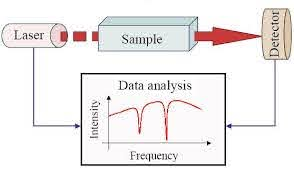 Laser
Sample
Detector
Data analysis
Intensity
Frequency